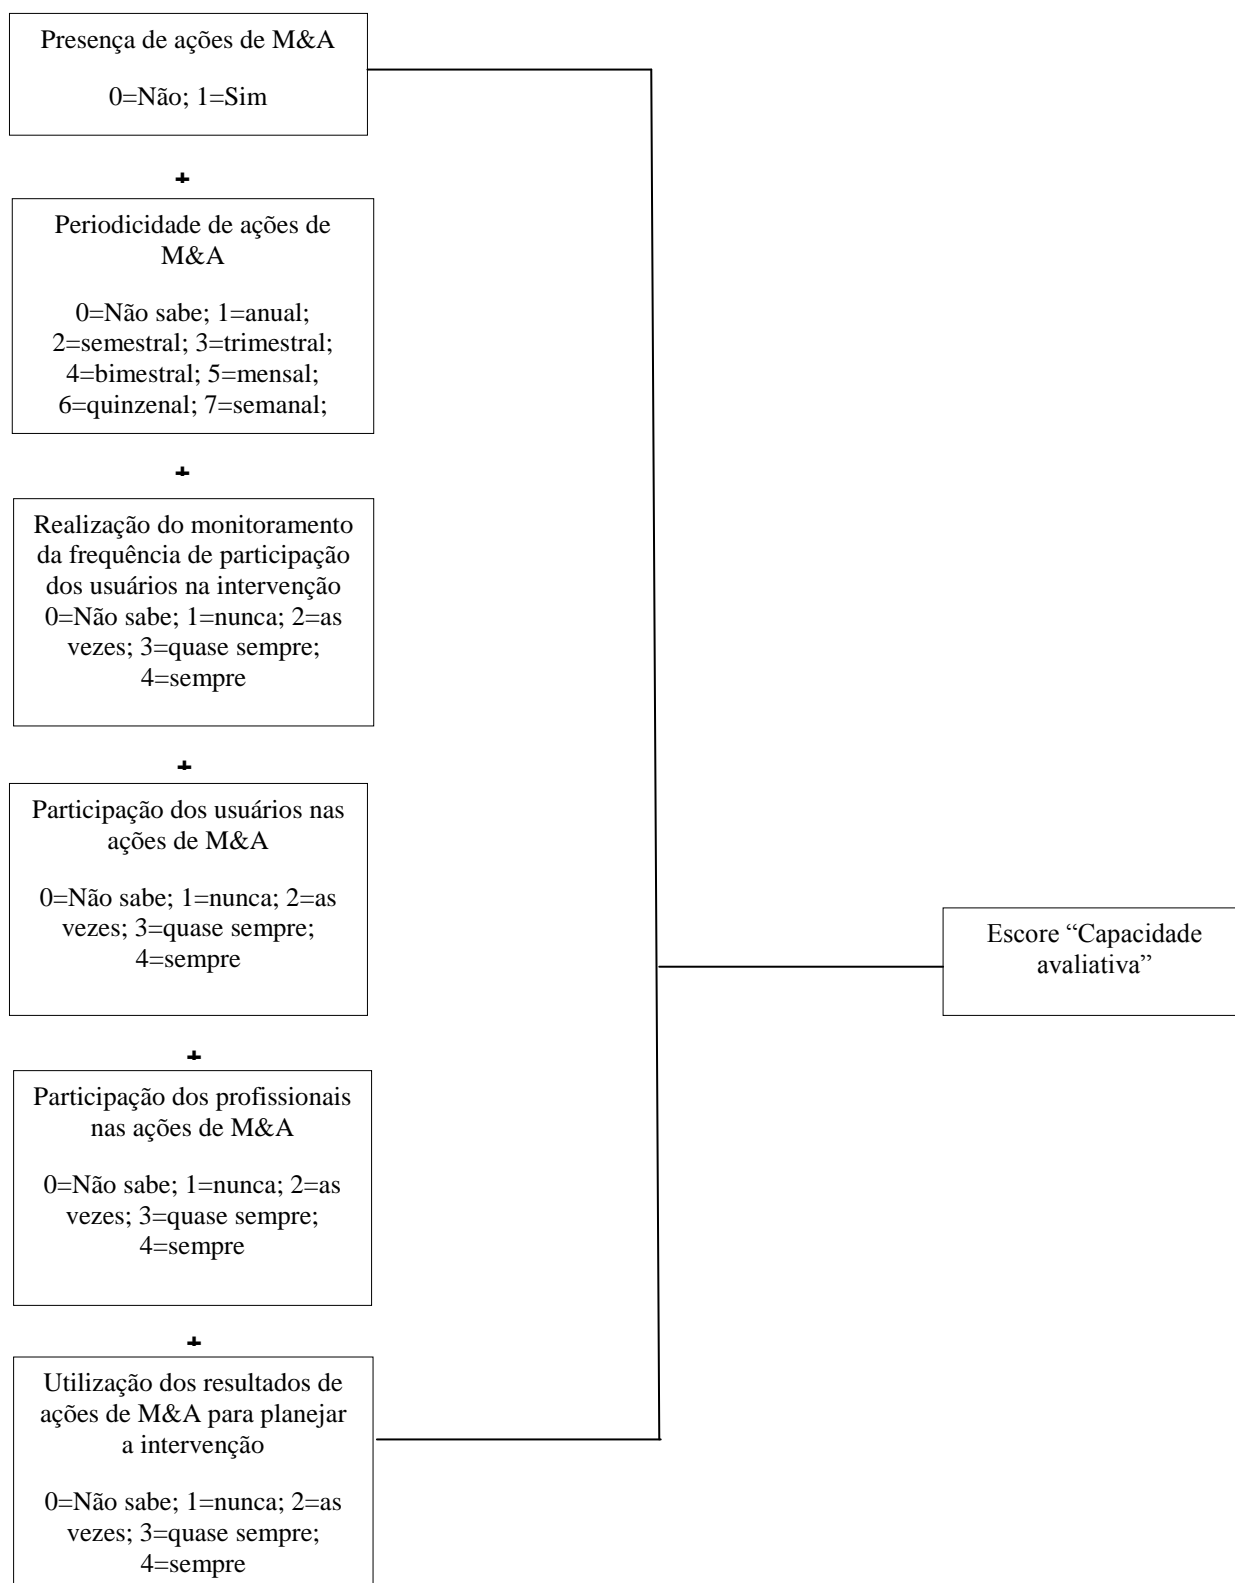 Presença de ações de M&A
0=Não; 1=Sim
+
Periodicidade de ações de
M&A
0=Não sabe; 1=anual;
2=semestral; 3=trimestral;
4=bimestral; 5=mensal;
6=quinzenal; 7=semanal;
+
Realização do monitoramento
da frequência de participação
dos usuários na intervenção
0=Não sabe; 1=nunca; 2=as
vezes; 3=quase sempre;
4=sempre
+
Participação dos usuários nas
ações de M&A
0=Não sabe; 1=nunca; 2=as
vezes; 3=quase sempre;
4=sempre
+
Participação dos profissionais
nas ações de M&A
0=Não sabe; 1=nunca; 2=as
vezes; 3=quase sempre;
4=sempre
+
Utilização dos resultados de
ações de M&A para planejar
a intervenção
0=Não sabe; 1=nunca; 2=as
vezes; 3=quase sempre;
4=sempre
Escore “Capacidade
avaliativa”